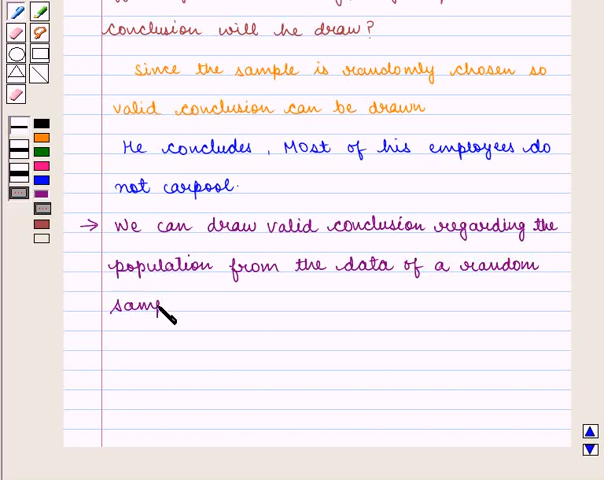 conclusion will he draw?
Since the sample is randomly chosen so
valid conclusion can be drawn
He concludes, Most of his employees do
not carpool.
→ We can draw valid conclusion regarding the
population from the data of a random
samp